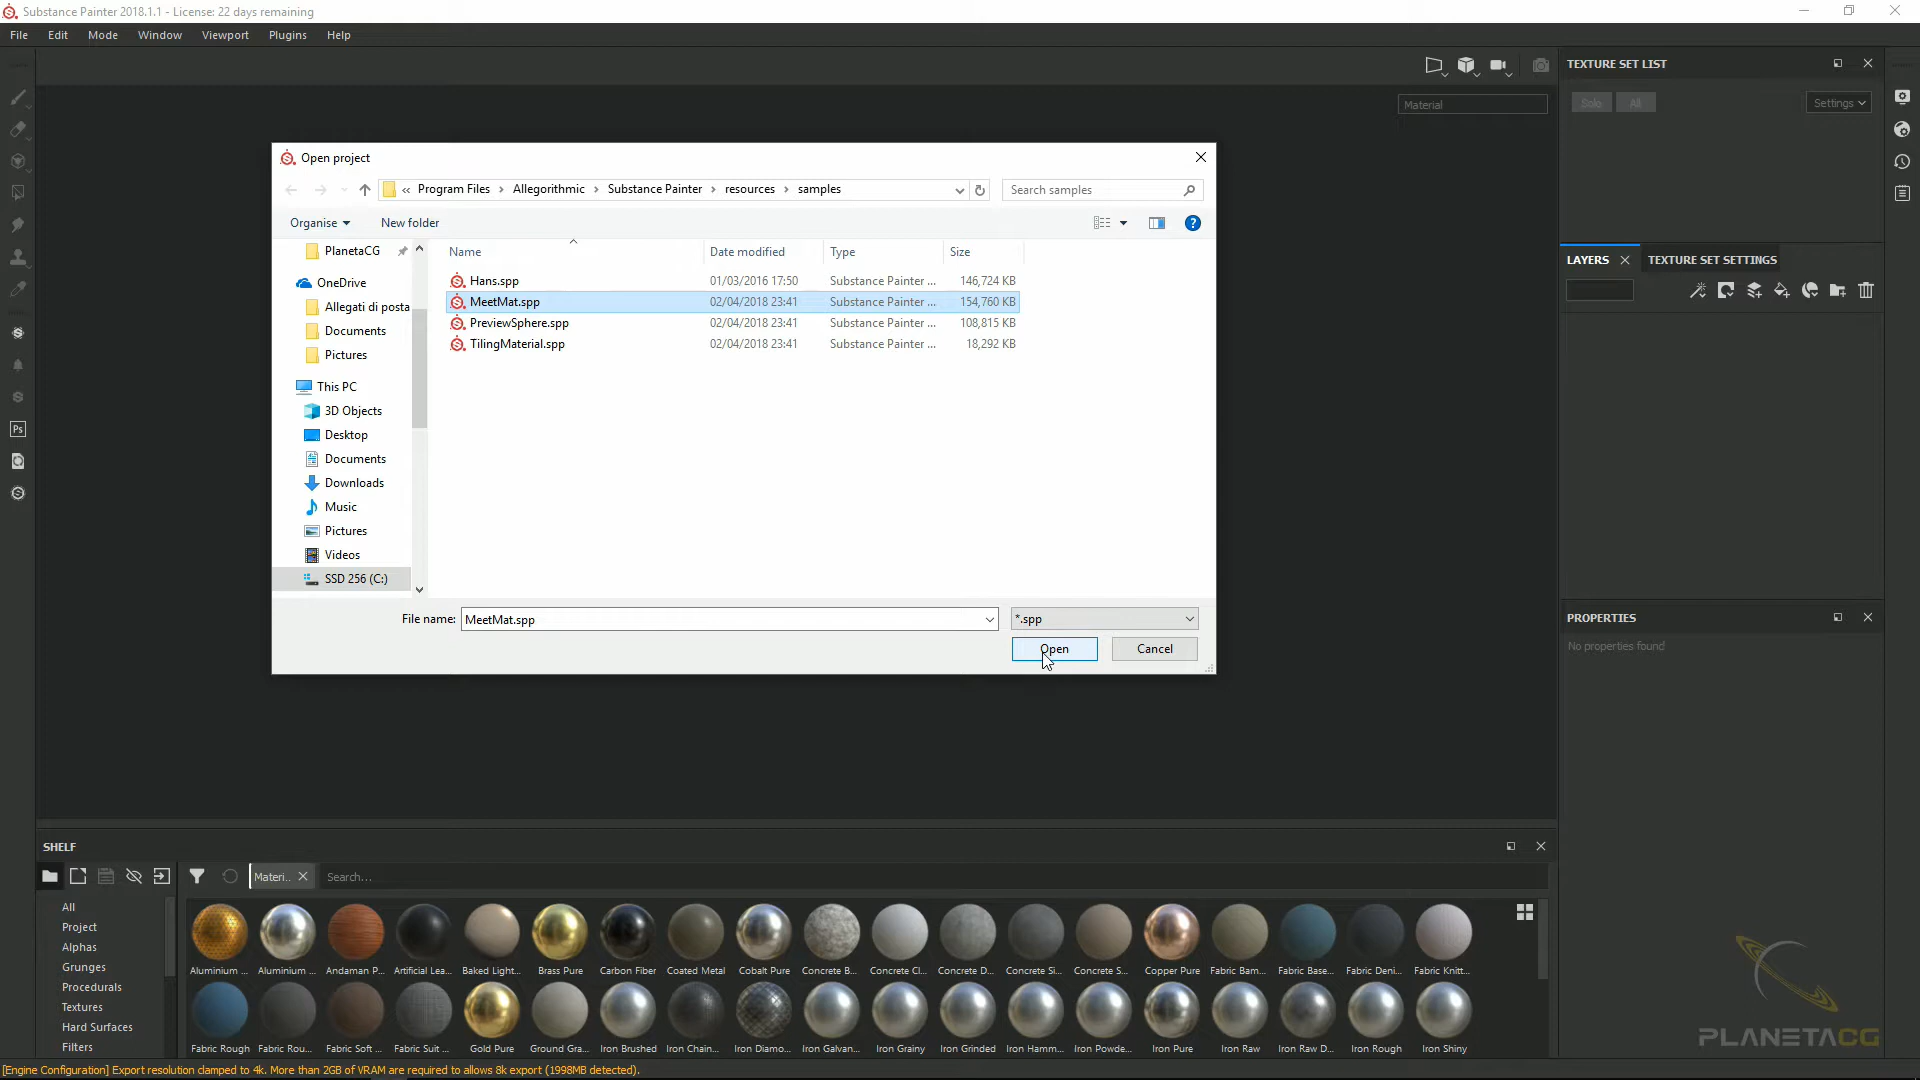 Substance Painter 2018.1.1 - License: 22 days remaining
File Edit Mode Window Viewport Plugins Help
TEXTURE SET LIST
Material
Solo All Settings
Open project
« Program Files > Allegorithmic > Substance Painter > resources > samples
Search samples
Organise New folder
LAYERS TEXTURE SET SETTINGS
Name Date modified Type Size
PlanetaCG
OneDrive
Allegati di posta
Documents
Pictures
This PC
3D Objects
Desktop
Documents
Downloads
Music
Pictures
Videos
SSD 256 (C:)
Hans.spp 01/03/2016 17:50 Substance Painter ... 146,724 KB
MeetMat.spp 02/04/2018 23:41 Substance Painter ... 154,760 KB
PreviewSphere.spp 02/04/2018 23:41 Substance Painter ... 108,815 KB
TilingMaterial.spp 02/04/2018 23:41 Substance Painter ... 18,292 KB
Ps
File name: MeetMat.spp *.spp
Open Cancel
PROPERTIES
No properties found
SHELF
Materi.. Search...
All
Project
Alphas
Grunges
Procedurals
Textures
Hard Surfaces
Filters
Aluminium ... Aluminium ... Andaman P... Artificial Lea... Baked Light... Brass Pure Carbon Fiber Coated Metal Cobalt Pure Concrete B... Concrete Cl... Concrete D... Concrete Si... Concrete S... Copper Pure Fabric Bam... Fabric Base... Fabric Deni... Fabric Knitt...
Fabric Rough Fabric Rou... Fabric Soft ... Fabric Suit ... Gold Pure Ground Gra... Iron Brushed Iron Chain... Iron Diamo... Iron Galvan... Iron Grainy Iron Grinded Iron Hamm... Iron Powde... Iron Pure Iron Raw Iron Raw D... Iron Rough Iron Shiny
PLANETACG
[Engine Configuration] Export resolution clamped to 4k. More than 2GB of VRAM are required to allows 8k export (1998MB detected).